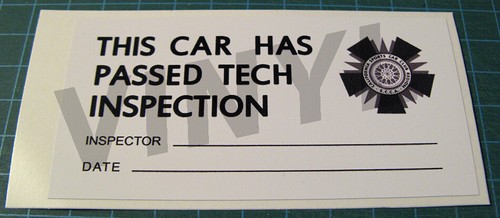 THIS CAR HAS
PASSED TECH
INSPECTION
INSPECTOR
DATE
VINYL